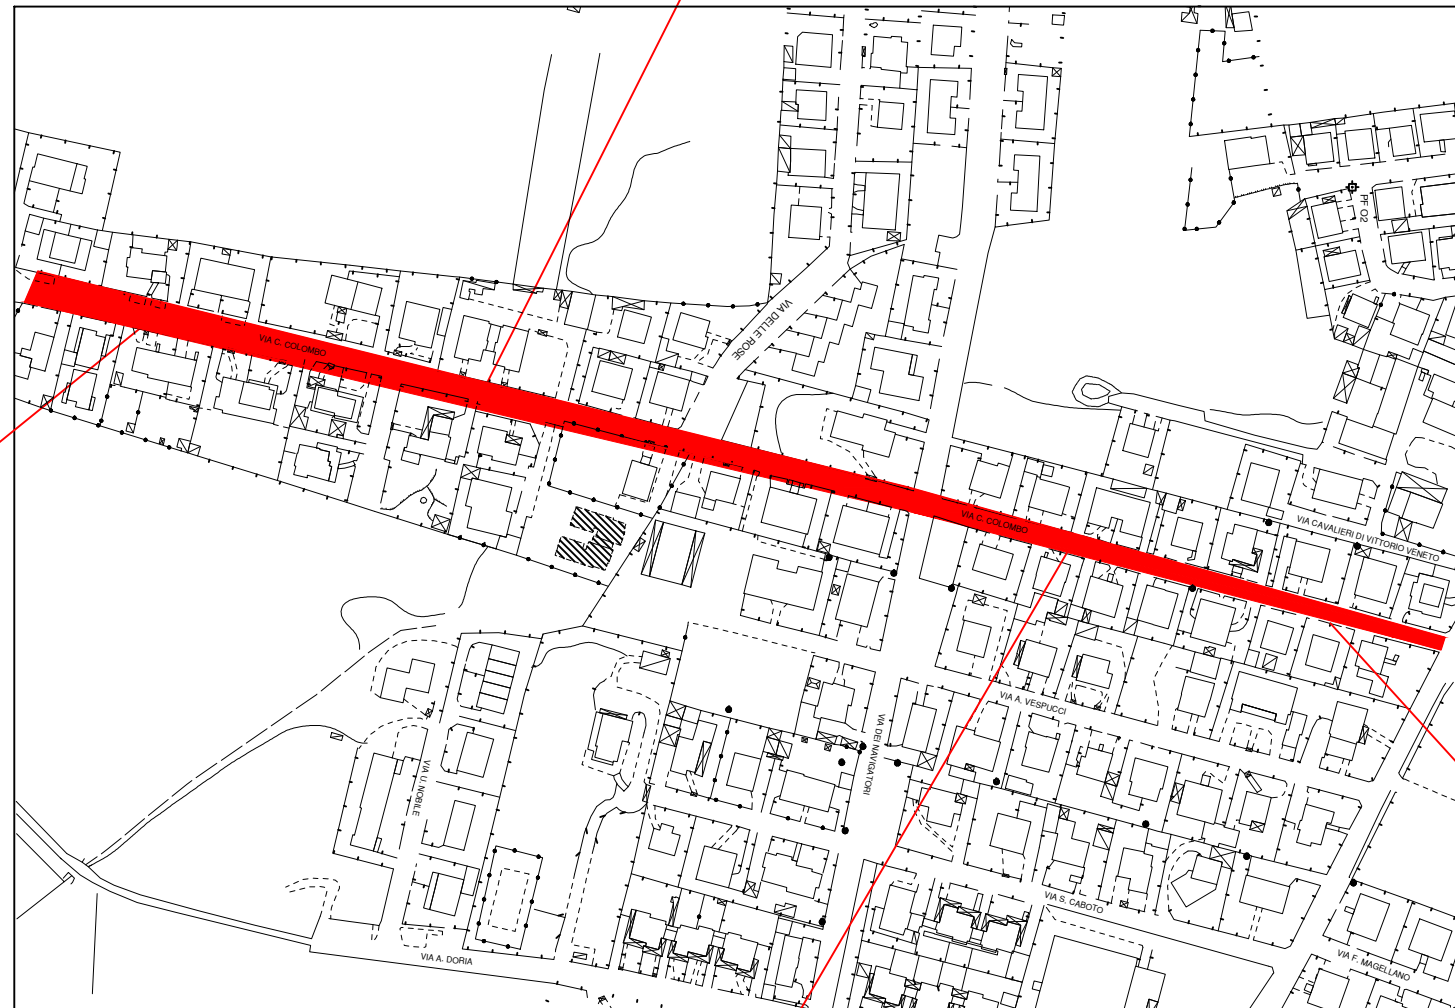 PF 02
VIA DELLE ROSE
VIA C. COLOMBO
VIA C. COLOMBO
VIA CAVALIERI DI VITTORIO VENETO
VIA A. VESPUCCI
VIA DEI NAVIGATORI
VIA U. NOBILE
VIA S. CABOTO
VIA A. DORIA
VIA F. MAGELLANO